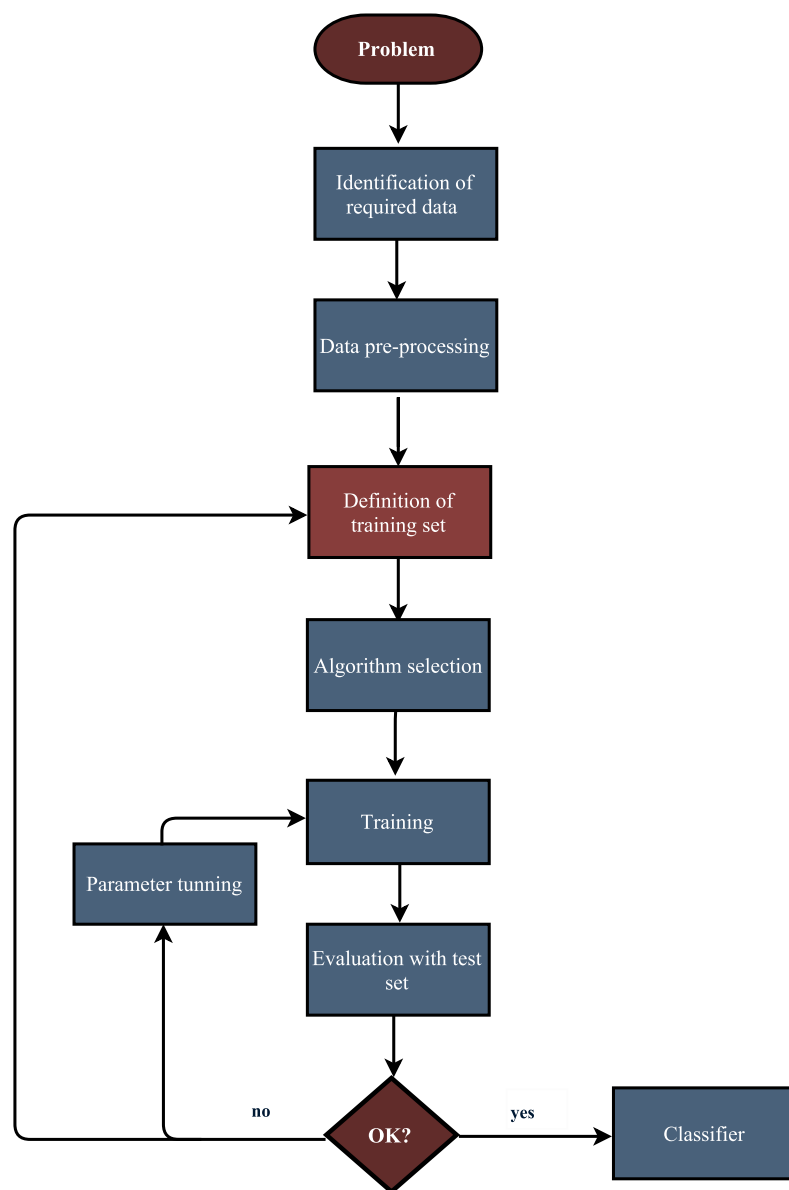 Problem
Identification of
required data
Data pre-processing
Definition of
training set
Algorithm selection
Training
Parameter tunning
Evaluation with test
set
no
yes
OK?
Classifier